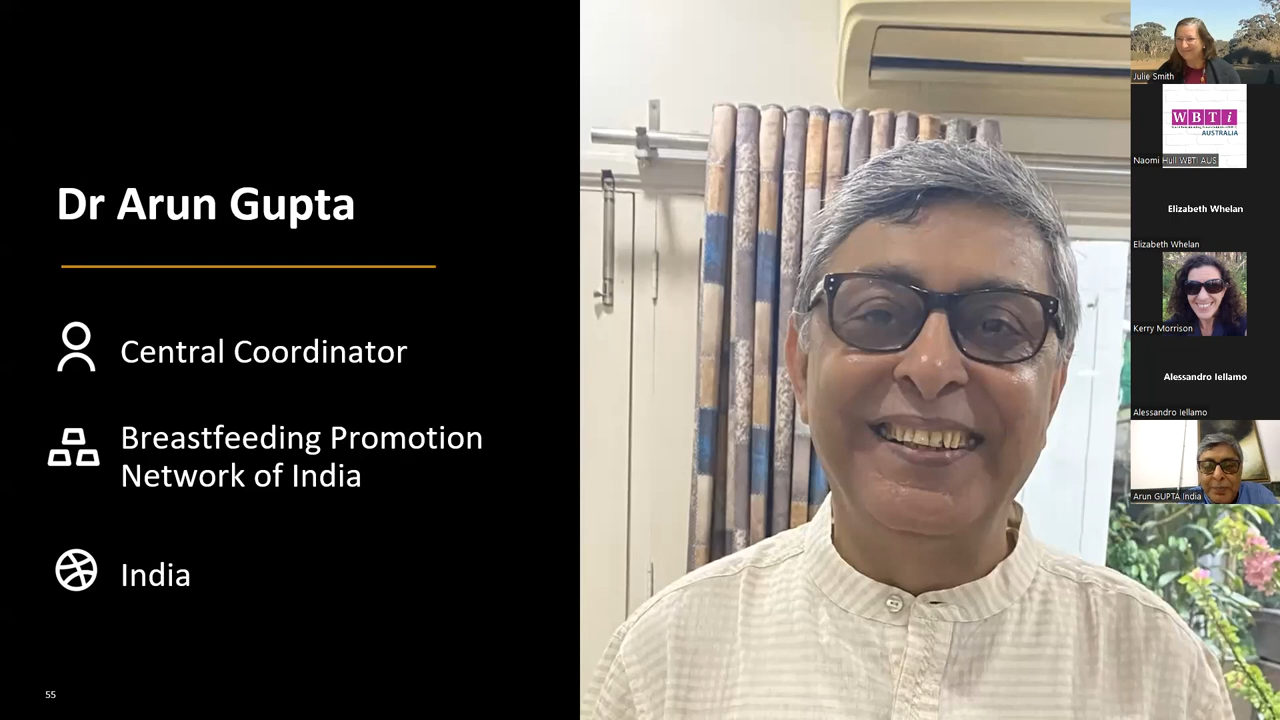 Dr Arun Gupta
Central Coordinator
Breastfeeding Promotion
Network of India
India
55
Julie Smith
WBTi
AUSTRALIA
Naomi Hull WBTI AUS
Elizabeth Whelan
Elizabeth Whelan
Kerry Morrison
Alessandro Iellamo
Alessandro Iellamo
Arun GUPTA India